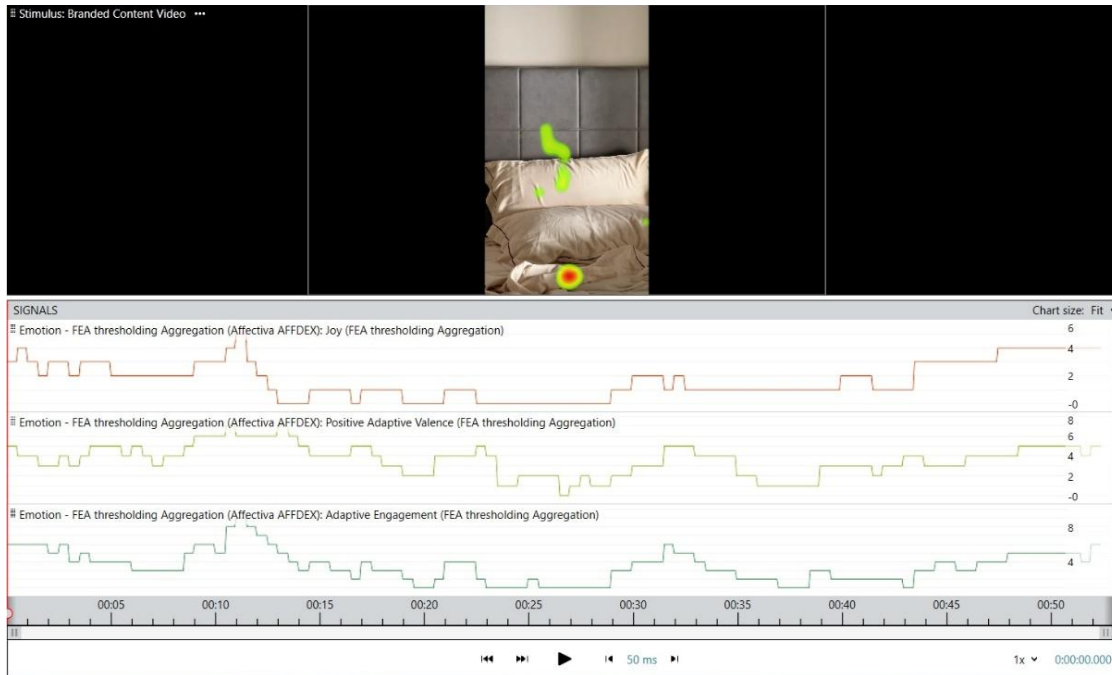 Stimulus: Branded Content Video •••
SIGNALS
Chart size: Fit
Emotion - FEA thresholding Aggregation (Affectiva AFFDEX): Joy (FEA thresholding Aggregation)
6
4
2
-0
Emotion - FEA thresholding Aggregation (Affectiva AFFDEX): Positive Adaptive Valence (FEA thresholding Aggregation)
8
6
4
2
-0
Emotion - FEA thresholding Aggregation (Affectiva AFFDEX): Adaptive Engagement (FEA thresholding Aggregation)
8
4
00:05 00:10 00:15 00:20 00:25 00:30 00:35 00:40 00:45 00:50
50 ms 1x 0:00:00.000